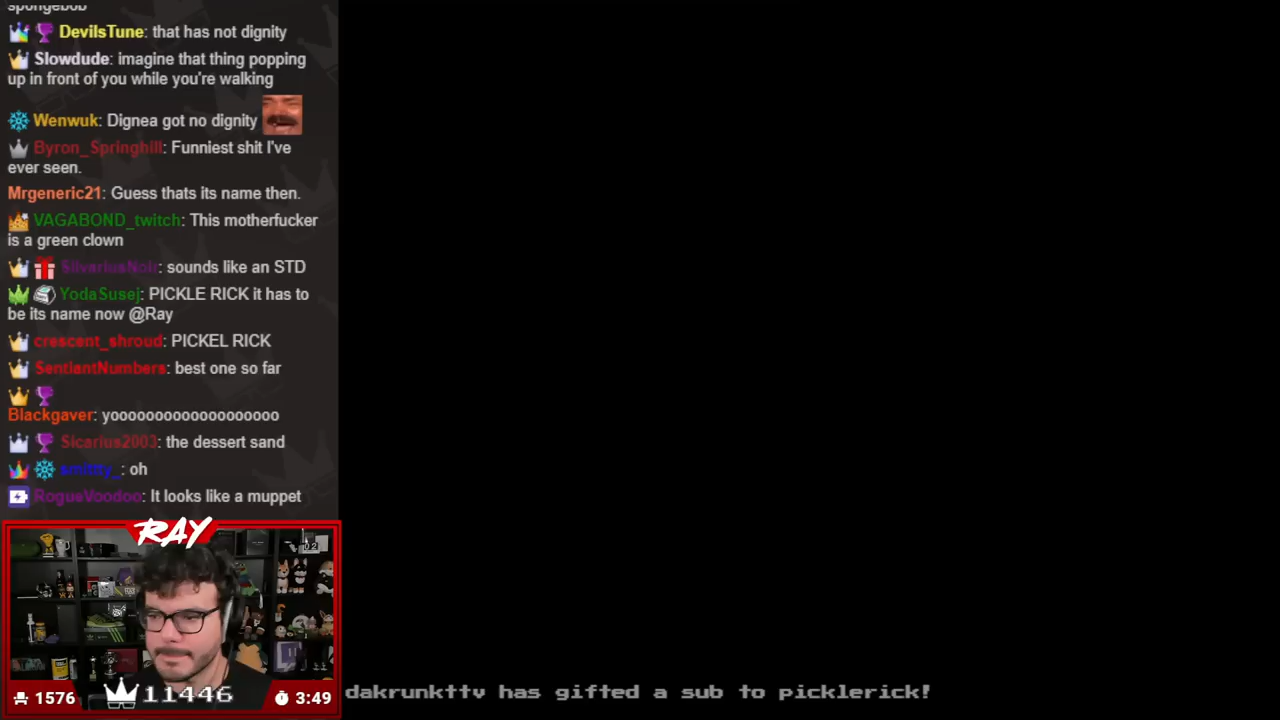 spongebob
DevilsTune: that has not dignity
Slowdude: imagine that thing popping
up in front of you while you're walking
Wenwuk: Dignea got no dignity
Byron_Springhill: Funniest shit I've
ever seen.
Mrgeneric21: Guess thats its name then.
VAGABOND_twitch: This motherfucker
is a green clown
SilvariusNoir: sounds like an STD
YodaSusej: PICKLE RICK it has to
be its name now @Ray
crescent_shroud: PICKEL RICK
SentiantNumbers: best one so far
Blackgaver: yooooooooooooooooooo
Sicarius2003: the dessert sand
smittty_: oh
RogueVoodoo: It looks like a muppet
RAY
1576
11446
3:49
dakrunkttv has gifted a sub to picklerick!